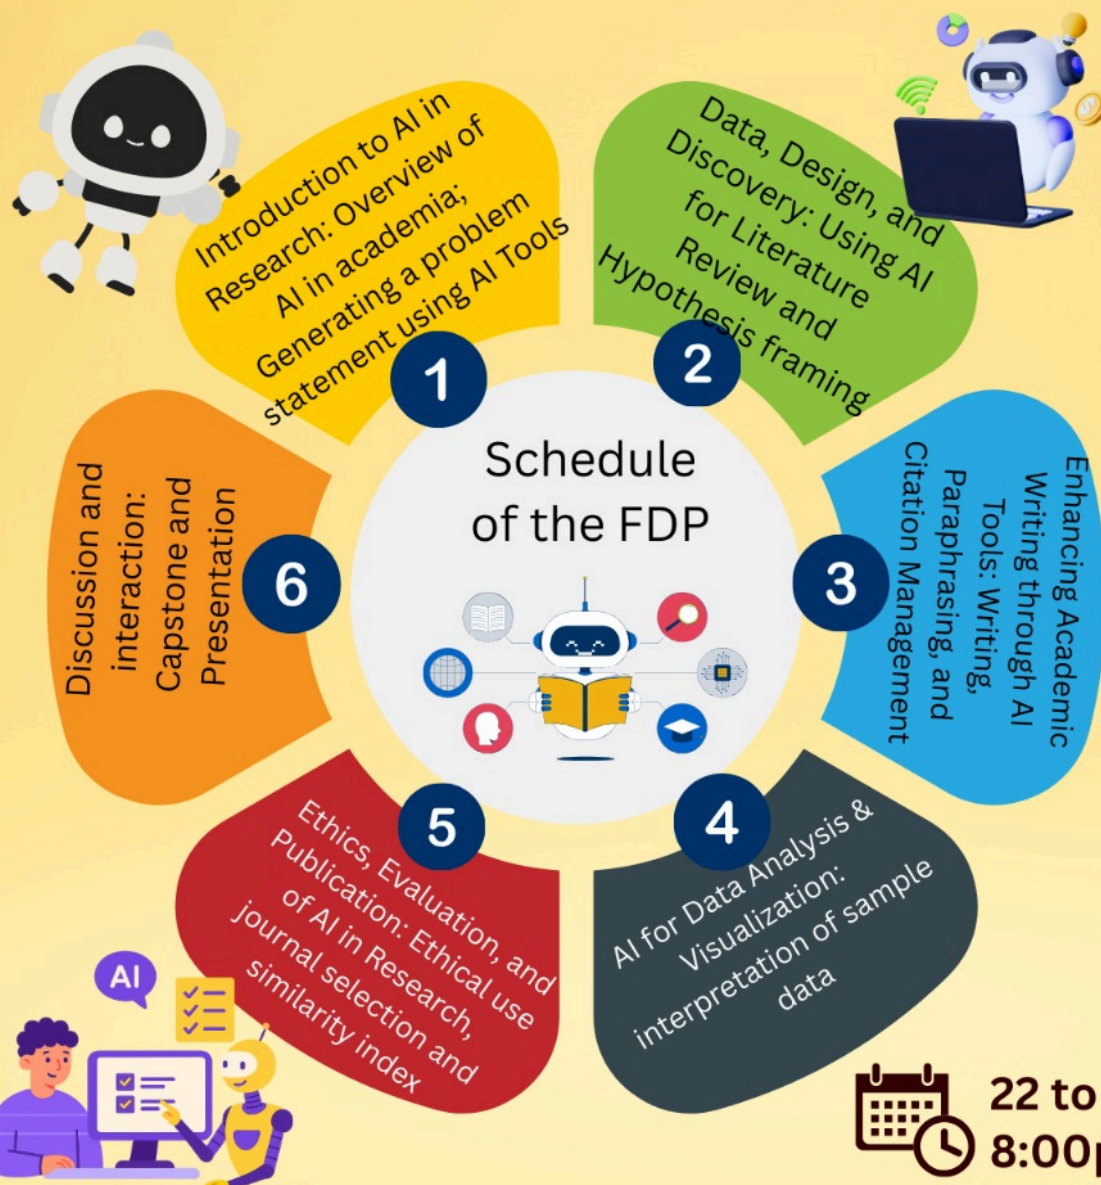 Schedule
of the FDP
1
Introduction to AI in
Research: Overview of
AI in academia;
Generating a problem
statement using AI Tools
2
Data, Design, and
Discovery: Using AI
for Literature
Review and
Hypothesis framing
3
Enhancing Academic
Writing through AI
Tools: Writing,
Paraphrasing, and
Citation Management
4
AI for Data Analysis &
Visualization:
interpretation of sample
data
5
Ethics, Evaluation, and
Publication: Ethical use
of AI in Research,
journal selection and
similarity index
6
Discussion and
interaction:
Capstone and
Presentation
AI
22 to
8:00p